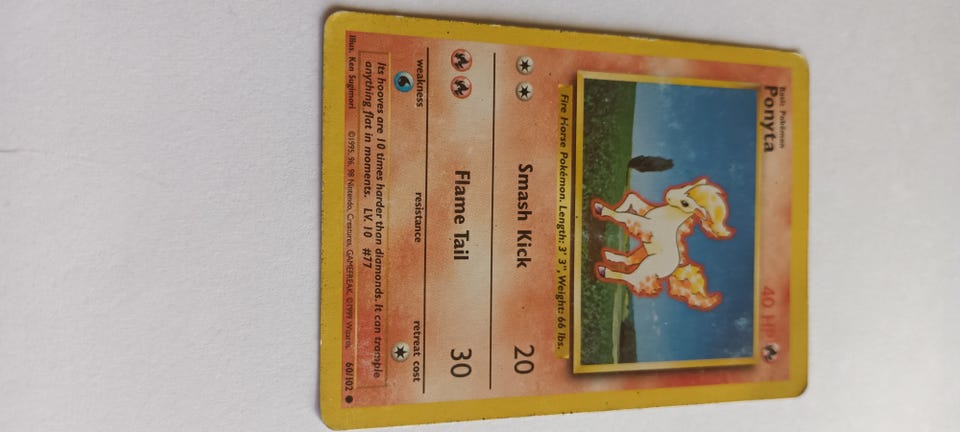 Basic Pokémon
Ponyta 40 HP
Fire Horse Pokémon. Length: 3' 3", Weight: 66 lbs.
Smash Kick 20
Flame Tail 30
weakness resistance retreat cost
Its hooves are 10 times harder than diamonds. It can trample
anything flat in moments. LV. 10 #77
Illus. Ken Sugimori ©1995, 96, 98 Nintendo, Creatures, GAMEFREAK. ©1999 Wizards. 60/102